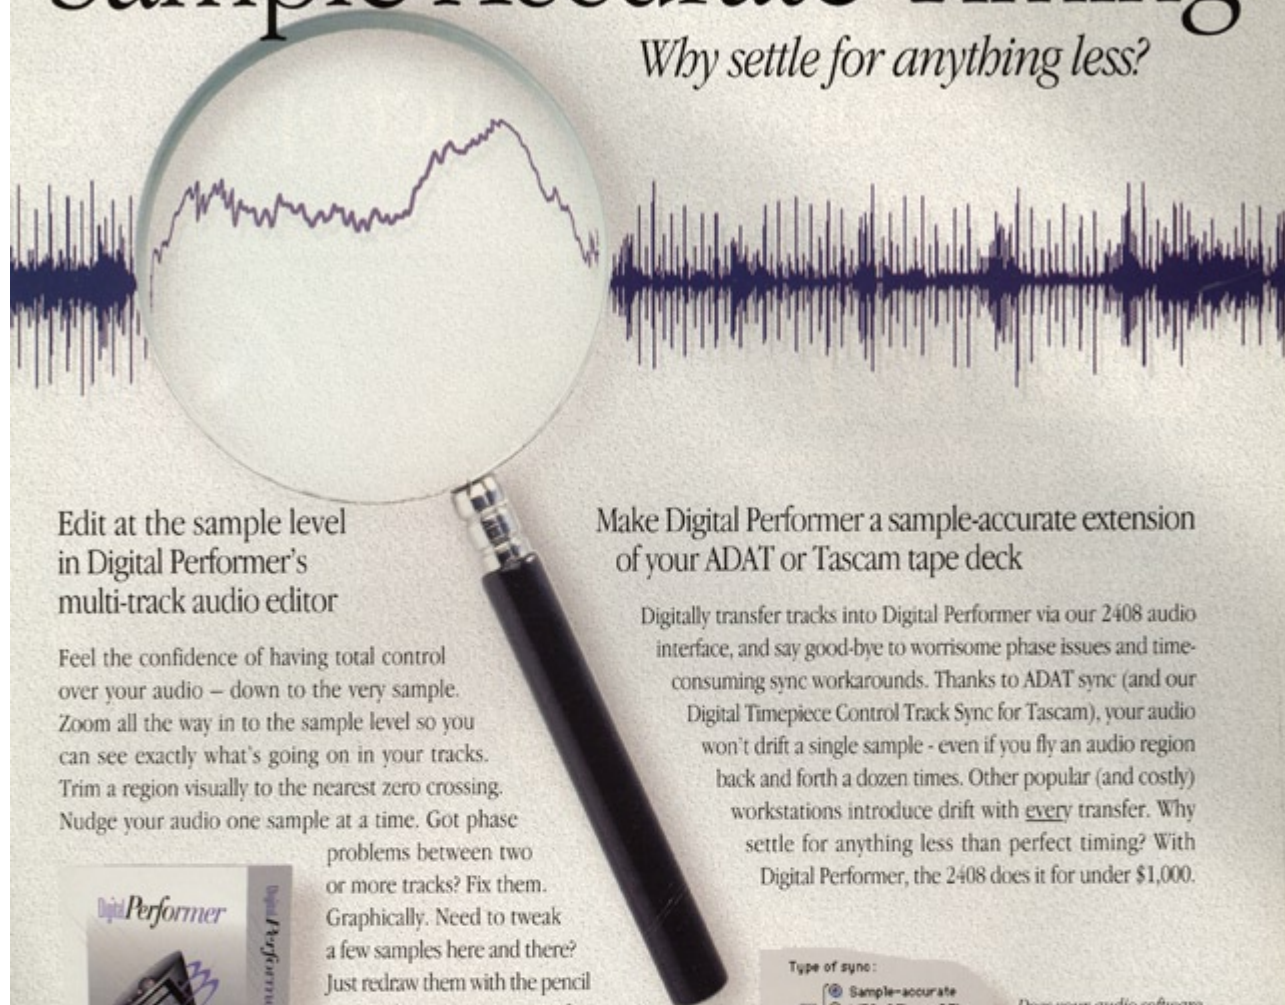 Sample Accurate Timing
Why settle for anything less?
Edit at the sample level
in Digital Performer's
multi-track audio editor
Feel the confidence of having total control
over your audio – down to the very sample.
Zoom all the way in to the sample level so you
can see exactly what's going on in your tracks.
Trim a region visually to the nearest zero crossing.
Nudge your audio one sample at a time. Got phase
problems between two
or more tracks? Fix them.
Graphically. Need to tweak
a few samples here and there?
Just redraw them with the pencil
Digital Performer
Digital Performer
Make Digital Performer a sample-accurate extension
of your ADAT or Tascam tape deck
Digitally transfer tracks into Digital Performer via our 2408 audio
interface, and say good-bye to worrisome phase issues and time-
consuming sync workarounds. Thanks to ADAT sync (and our
Digital Timepiece Control Track Sync for Tascam), your audio
won't drift a single sample - even if you fly an audio region
back and forth a dozen times. Other popular (and costly)
workstations introduce drift with every transfer. Why
settle for anything less than perfect timing? With
Digital Performer, the 2408 does it for under $1,000.
Type of sync:
Sample-accurate
Does your audio software